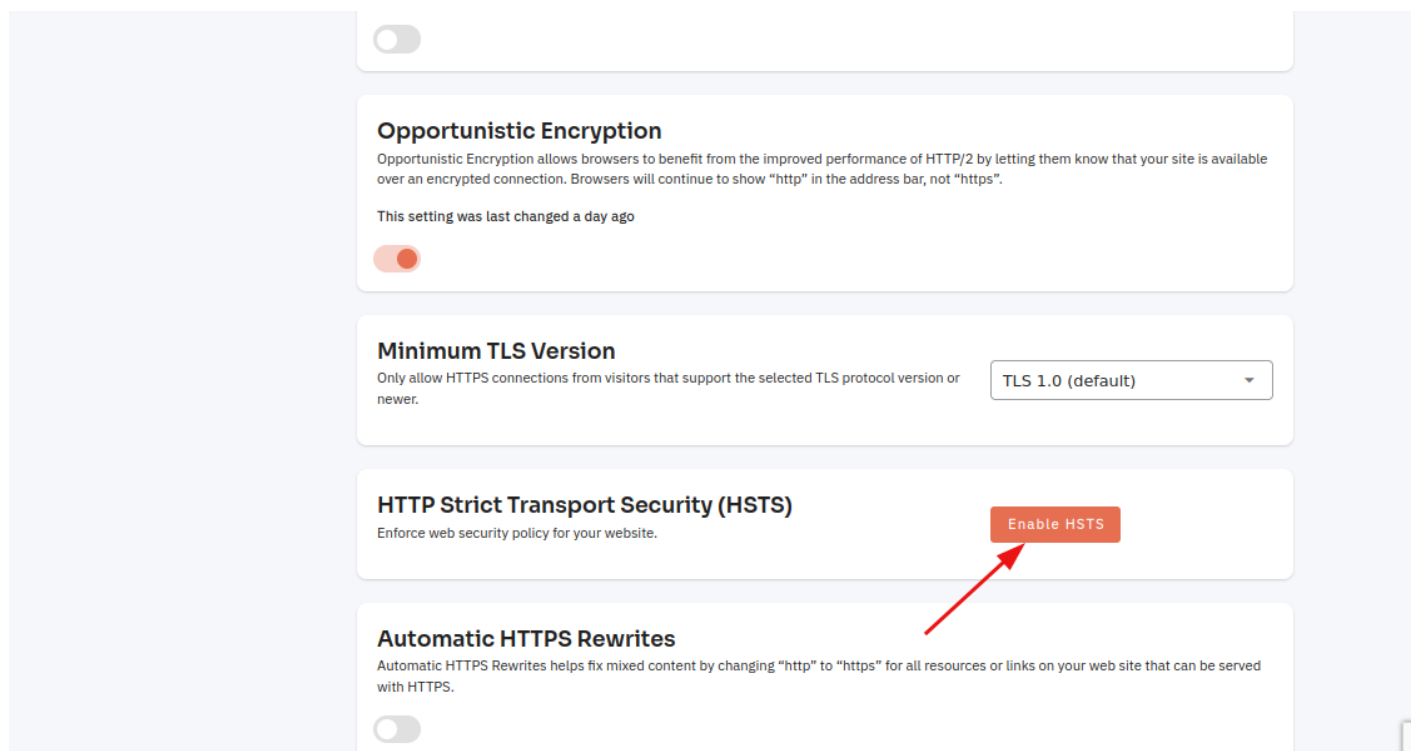 Opportunistic Encryption
Opportunistic Encryption allows browsers to benefit from the improved performance of HTTP/2 by letting them know that your site is available
over an encrypted connection. Browsers will continue to show “http” in the address bar, not “https”.
This setting was last changed a day ago
Minimum TLS Version
Only allow HTTPS connections from visitors that support the selected TLS protocol version or
newer.
TLS 1.0 (default)
HTTP Strict Transport Security (HSTS)
Enforce web security policy for your website.
Enable HSTS
Automatic HTTPS Rewrites
Automatic HTTPS Rewrites helps fix mixed content by changing “http” to “https” for all resources or links on your web site that can be served
with HTTPS.